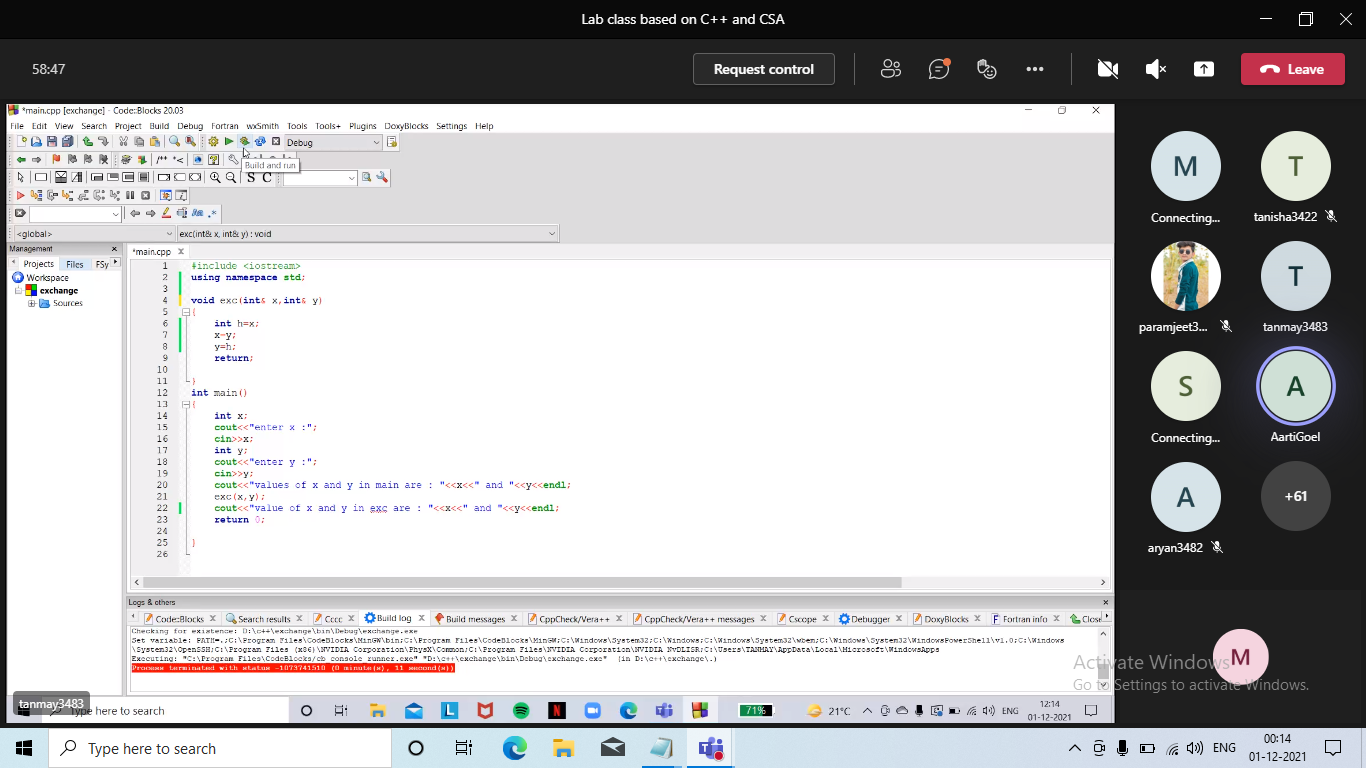 Lab class based on C++ and CSA
58:47
Request control
Leave
*main.cpp [exchange] - Code::Blocks 20.03
File Edit View Search Project Build Debug Fortran wxSmith Tools Tools+ Plugins DoxyBlocks Settings Help
Debug
Build and run
<global>
exc(int& x, int& y) : void
Management
Projects Files FSy
Workspace
exchange
Sources
*main.cpp
1 #include <iostream>
2 using namespace std;
3
4 void exc(int& x,int& y)
5 {
6 int h=x;
7 x=y;
8 y=h;
9 return;
10
11 }
12 int main()
13 {
14 int x;
15 cout<<"enter x :";
16 cin>>x;
17 int y;
18 cout<<"enter y :";
19 cin>>y;
20 cout<<"values of x and y in main are : "<<x<<" and "<<y<<endl;
21 exc(x,y);
22 cout<<"value of x and y in exc are : "<<x<<" and "<<y<<endl;
23 return 0;
24
25 }
26
Logs & others
Code::Blocks Search results Cccc Build log Build messages CppCheck/Vera++ CppCheck/Vera++ messages Cscope Debugger DoxyBlocks Fortran info Close
Checking for existence: D:\c++\exchange\bin\Debug\exchange.exe
Set variable: PATH=.;C:\Program Files\CodeBlocks\MinGW\bin;C:\Program Files\CodeBlocks\MinGW;C:\Windows\System32;C:\Windows;C:\Windows\System32\wbem;C:\Windows\System32\WindowsPowerShell\v1.0;C:\Windows
\System32\OpenSSH;C:\Program Files (x86)\NVIDIA Corporation\PhysX\Common;C:\Program Files\NVIDIA Corporation\NVIDIA NvDLISR;C:\Users\TANMAY\AppData\Local\Microsoft\WindowsApps
Executing: "C:\Program Files\CodeBlocks/cb_console_runner.exe" "D:\c++\exchange\bin\Debug\exchange.exe" (in D:\c++\exchange\.)
Process terminated with status -1073741510 (0 minute(s), 11 second(s))
tanmay3483
Type here to search
71%
21°C
ENG
12:14
01-12-2021
M
Connecting...
T
tanisha3422
paramjeet3...
T
tanmay3483
S
Connecting...
A
AartiGoel
A
aryan3482
+61
M
Activate Windows
Go to Settings to activate Windows.
Type here to search
ENG
00:14
01-12-2021